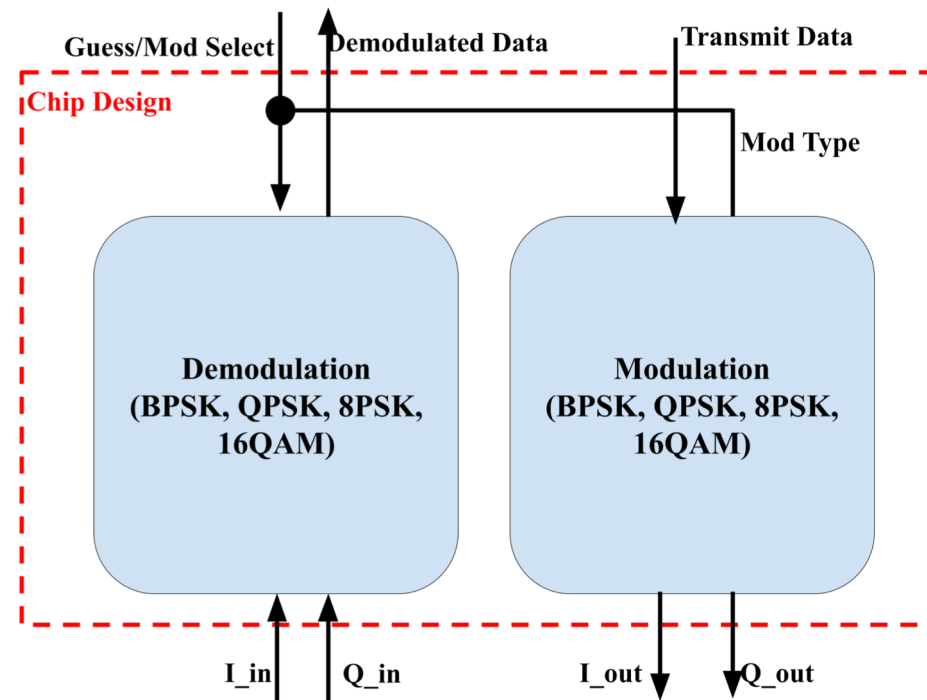 Guess/Mod Select
Demodulated Data
Transmit Data
Chip Design
Mod Type
Demodulation
(BPSK, QPSK, 8PSK,
16QAM)
Modulation
(BPSK, QPSK, 8PSK,
16QAM)
I_in
Q_in
I_out
Q_out